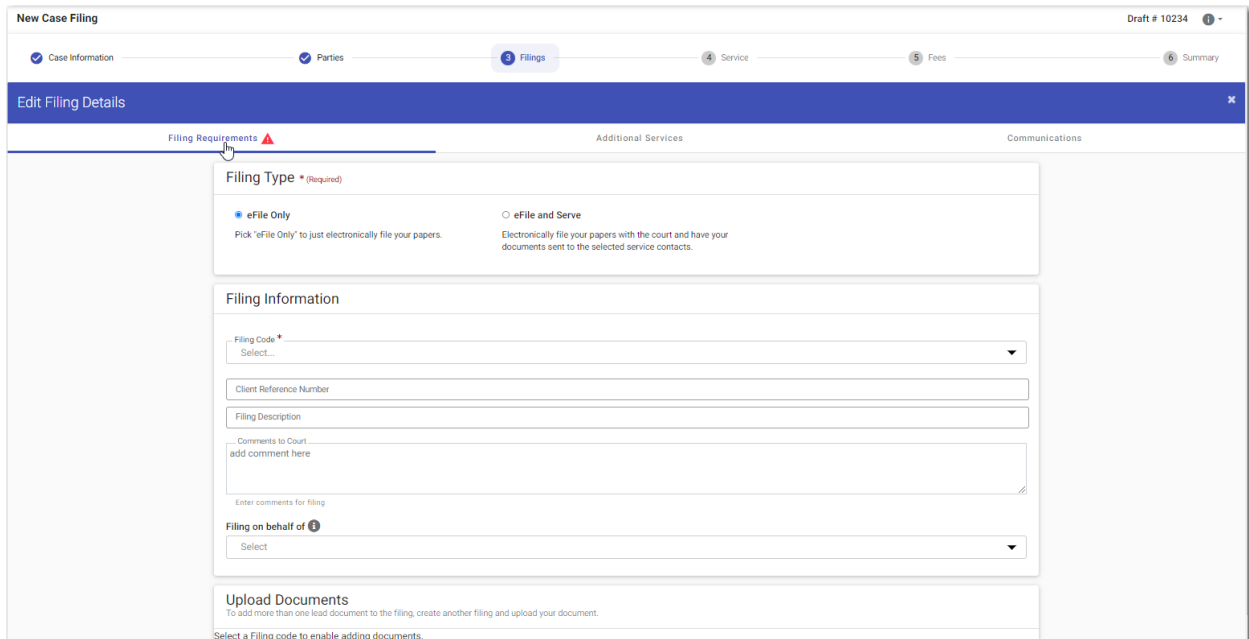 New Case Filing
Draft # 10234
Case Information
Parties
3 Filings
4 Service
5 Fees
6 Summary
Edit Filing Details
Filing Requirements
Additional Services
Communications
Filing Type * (Required)
eFile Only
eFile and Serve
Pick "eFile Only" to just electronically file your papers.
Electronically file your papers with the court and have your
documents sent to the selected service contacts.
Filing Information
Filing Code *
Select...
Client Reference Number
Filing Description
Comments to Court
add comment here
Enter comments for filing
Filing on behalf of
Select
Upload Documents
To add more than one lead document to the filing, create another filing and upload your document.
Select a Filing code to enable adding documents.